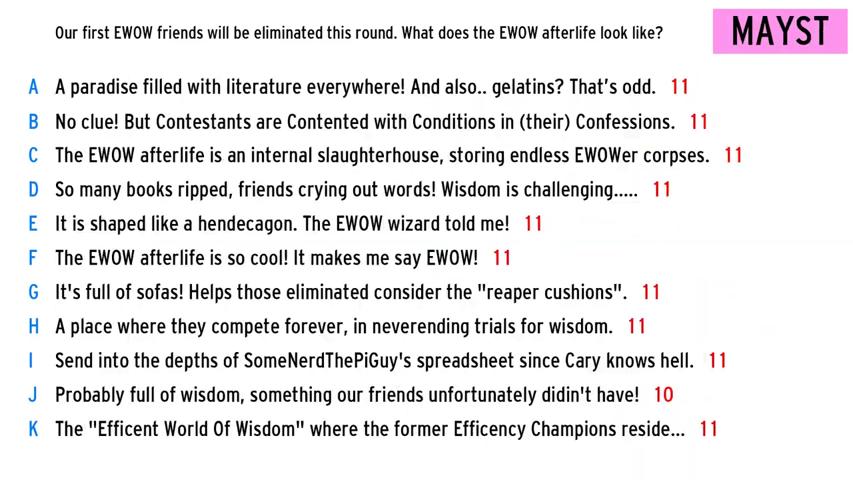 Our first EWOW friends will be eliminated this round. What does the EWOW afterlife look like?
MAYST
A A paradise filled with literature everywhere! And also.. gelatins? That's odd. 11
B No clue! But Contestants are Contented with Conditions in (their) Confessions. 11
C The EWOW afterlife is an internal slaughterhouse, storing endless EWOWer corpses. 11
D So many books ripped, friends crying out words! Wisdom is challenging..... 11
E It is shaped like a hendecagon. The EWOW wizard told me! 11
F The EWOW afterlife is so cool! It makes me say EWOW! 11
G It's full of sofas! Helps those eliminated consider the "reaper cushions". 11
H A place where they compete forever, in neverending trials for wisdom. 11
I Send into the depths of SomeNerdThePiGuy's spreadsheet since Cary knows hell. 11
J Probably full of wisdom, something our friends unfortunately didin't have! 10
K The "Efficent World Of Wisdom" where the former Efficency Champions reside... 11